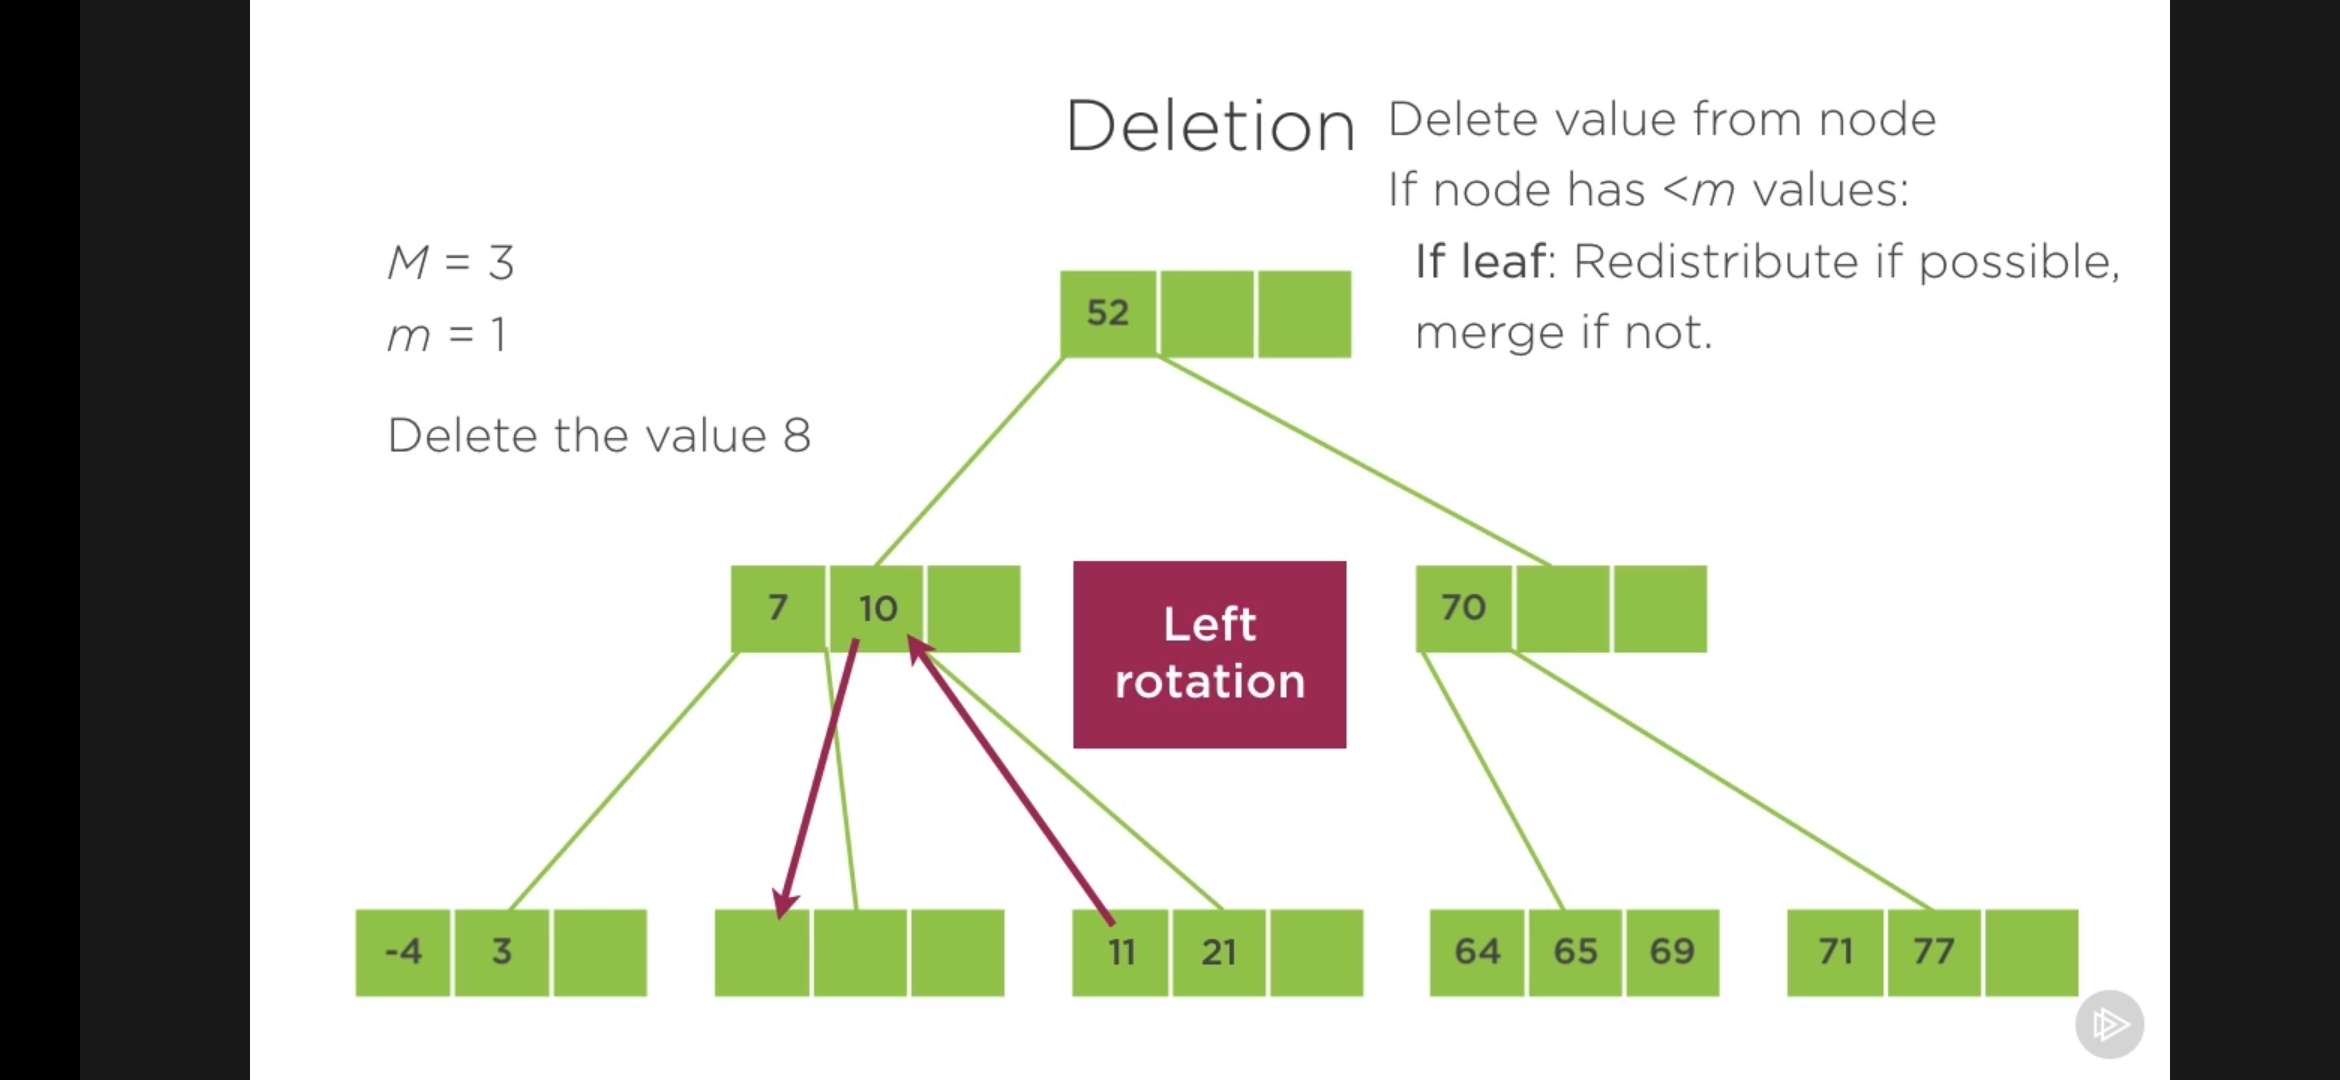 Deletion
Delete value from node
If node has <m values:
If leaf: Redistribute if possible,
merge if not.
M = 3
m = 1
Delete the value 8
52
7 10
Left
rotation
70
-4 3
11 21
64 65 69
71 77